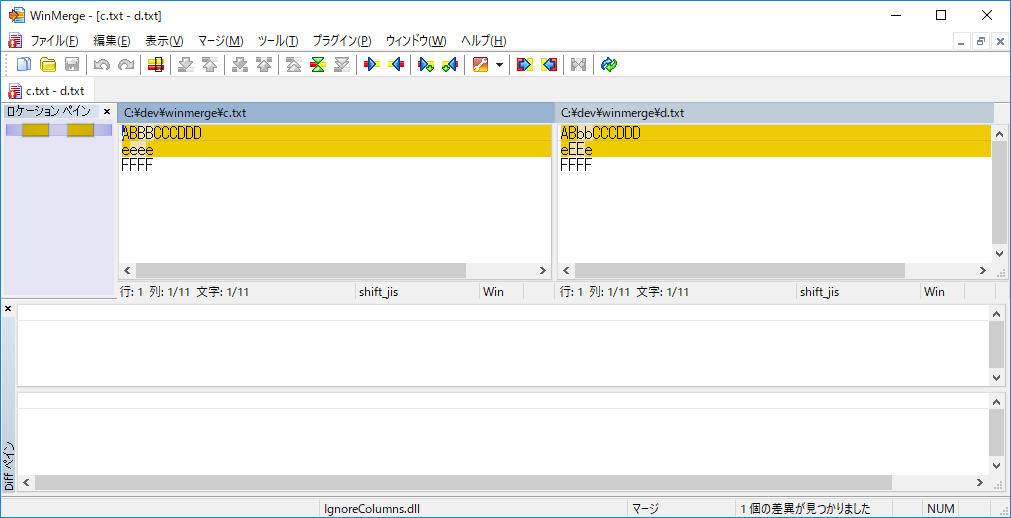 WinMerge - [c.txt - d.txt]
ファイル(F) 編集(E) 表示(V) マージ(M) ツール(T) プラグイン(P) ウィンドウ(W) ヘルプ(H)
c.txt - d.txt
ロケーション ペイン
C:¥dev¥winmerge¥c.txt
C:¥dev¥winmerge¥d.txt
ABBBCCCDDD
eeee
FFFF
ABbbCCCDDD
eEEe
FFFF
行: 1 列: 1/11 文字: 1/11 shift_jis Win
行: 1 列: 1/11 文字: 1/11 shift_jis Win
Diff ペイン
IgnoreColumns.dll マージ 1 個の差異が見つかりました NUM